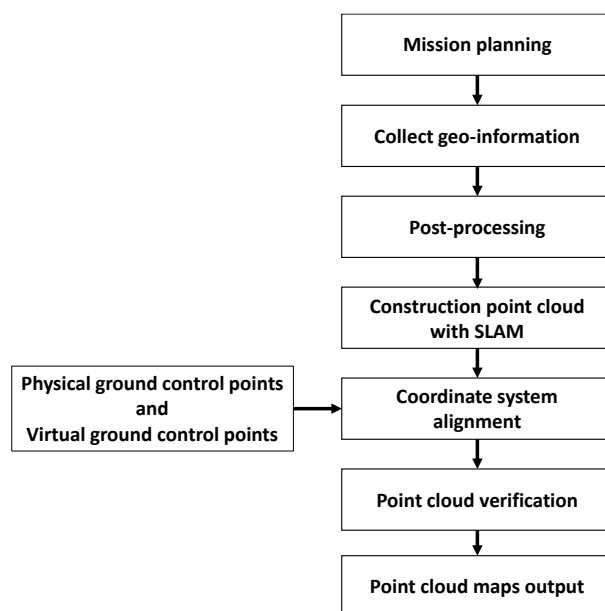 Mission planning
Collect geo-information
Post-processing
Construction point cloud
with SLAM
Physical ground control points
and
Virtual ground control points
Coordinate system
alignment
Point cloud verification
Point cloud maps output